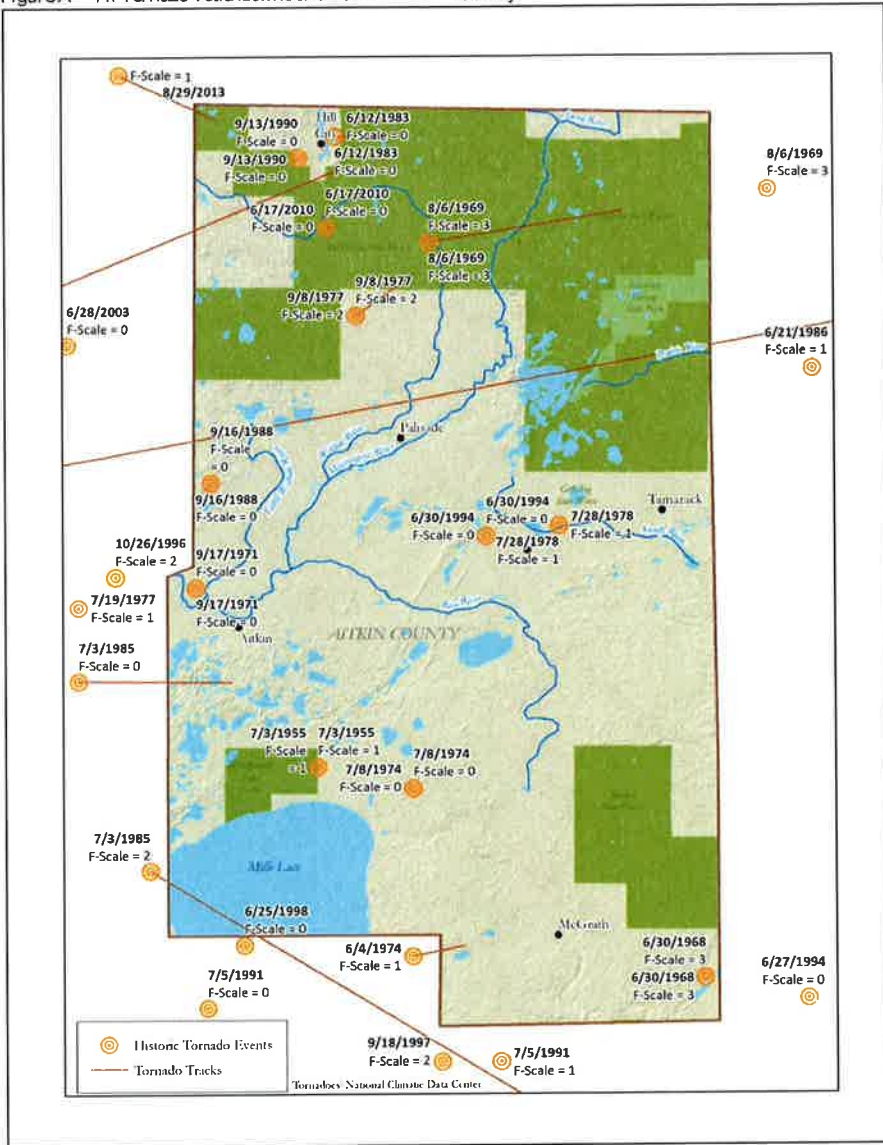 F-Scale = 1
8/29/2013
9/13/1990
F-Scale = 0
Hill
City
6/12/1983
F-Scale = 0
9/13/1990
F-Scale = 0
6/12/1983
F-Scale = 0
8/6/1969
F-Scale = 3
6/17/2010
F-Scale = 0
6/17/2010
F-Scale = 0
8/6/1969
F-Scale = 3
8/6/1969
F-Scale = 3
9/8/1977
F-Scale = 2
9/8/1977
F-Scale = 2
6/28/2003
F-Scale = 0
6/21/1986
F-Scale = 1
9/16/1988
F-Scale
= 0
Palisade
9/16/1988
F-Scale = 0
6/30/1994
F-Scale = 0
6/30/1994
F-Scale = 0
Tamarack
7/28/1978
F-Scale = 1
7/28/1978
F-Scale = 1
10/26/1996
F-Scale = 2
9/17/1971
F-Scale = 0
7/19/1977
F-Scale = 1
9/17/1971
F-Scale = 0
Aitkin
AITKIN COUNTY
7/3/1985
F-Scale = 0
7/3/1955
F-Scale
= 1
7/3/1955
F-Scale = 1
7/8/1974
F-Scale = 0
7/8/1974
F-Scale = 0
7/3/1985
F-Scale = 2
Mille Lacs
6/25/1998
F-Scale = 0
6/4/1974
F-Scale = 1
McGrath
6/30/1968
F-Scale = 3
6/30/1968
F-Scale = 3
6/27/1994
F-Scale = 0
7/5/1991
F-Scale = 0
9/18/1997
F-Scale = 2
7/5/1991
F-Scale = 1
Historic Tornado Events
Tornado Tracks
Tornadoes: National Climatic Data Center